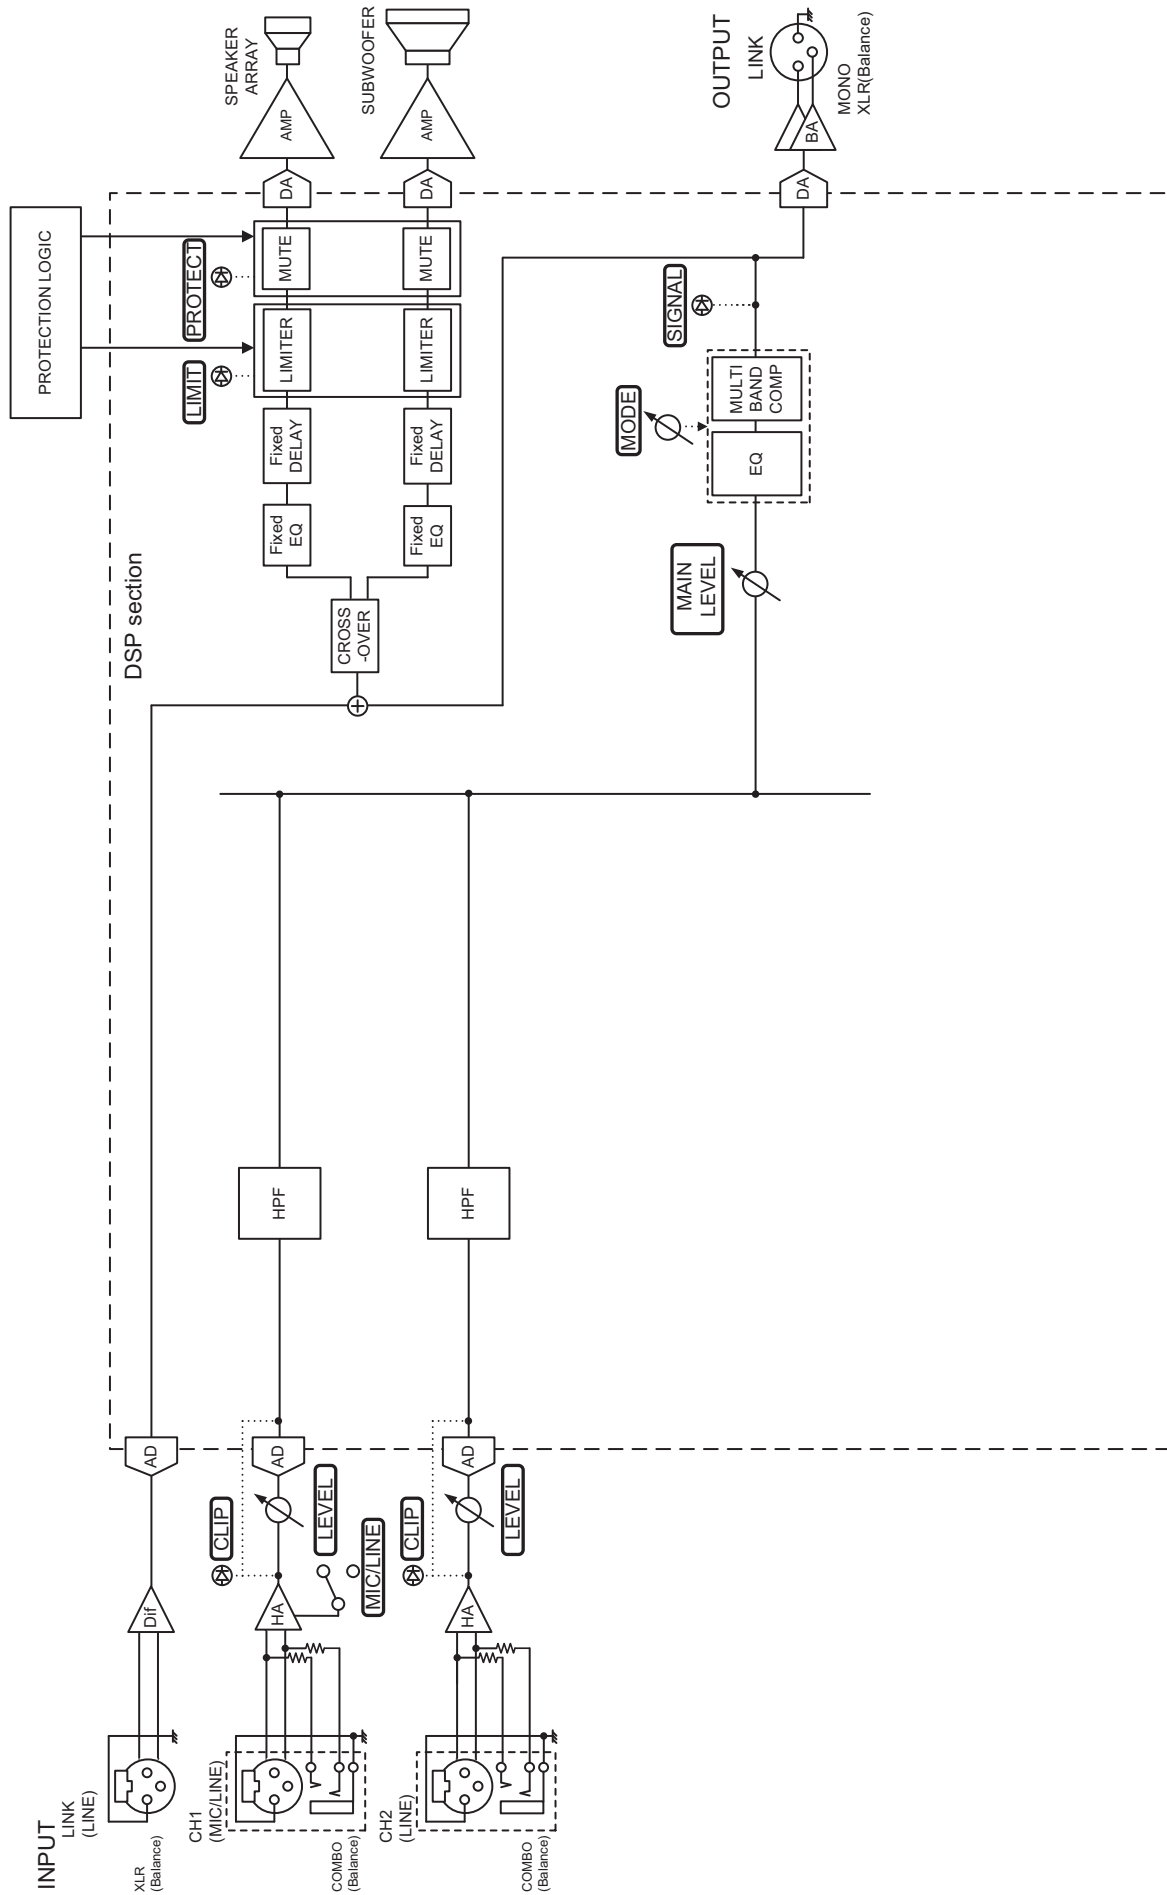 INPUT
LINK
(LINE)
XLR
(Balance)
Dif
AD
CH1
(MIC/LINE)
COMBO
(Balance)
HA
CLIP
LEVEL
MIC/LINE
AD
HPF
CH2
(LINE)
COMBO
(Balance)
HA
CLIP
LEVEL
AD
HPF
DSP section
CROSS
-OVER
Fixed
EQ
Fixed
DELAY
LIMITER
MUTE
DA
AMP
SPEAKER
ARRAY
Fixed
EQ
Fixed
DELAY
LIMITER
MUTE
DA
AMP
SUBWOOFER
LIMIT
PROTECT
PROTECTION LOGIC
MAIN
LEVEL
MODE
EQ
MULTI
BAND
COMP
SIGNAL
DA
BA
OUTPUT
LINK
MONO
XLR(Balance)